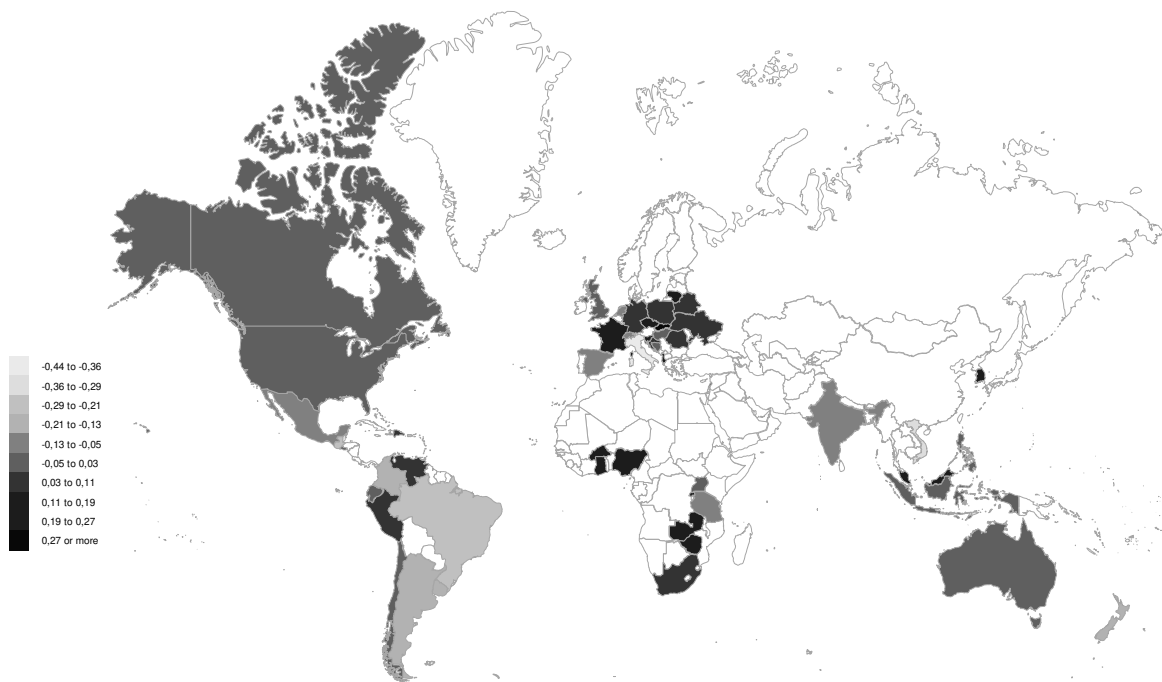 -0,44 to -0,36
-0,36 to -0,29
-0,29 to -0,21
-0,21 to -0,13
-0,13 to -0,05
-0,05 to 0,03
0,03 to 0,11
0,11 to 0,19
0,19 to 0,27
0,27 or more